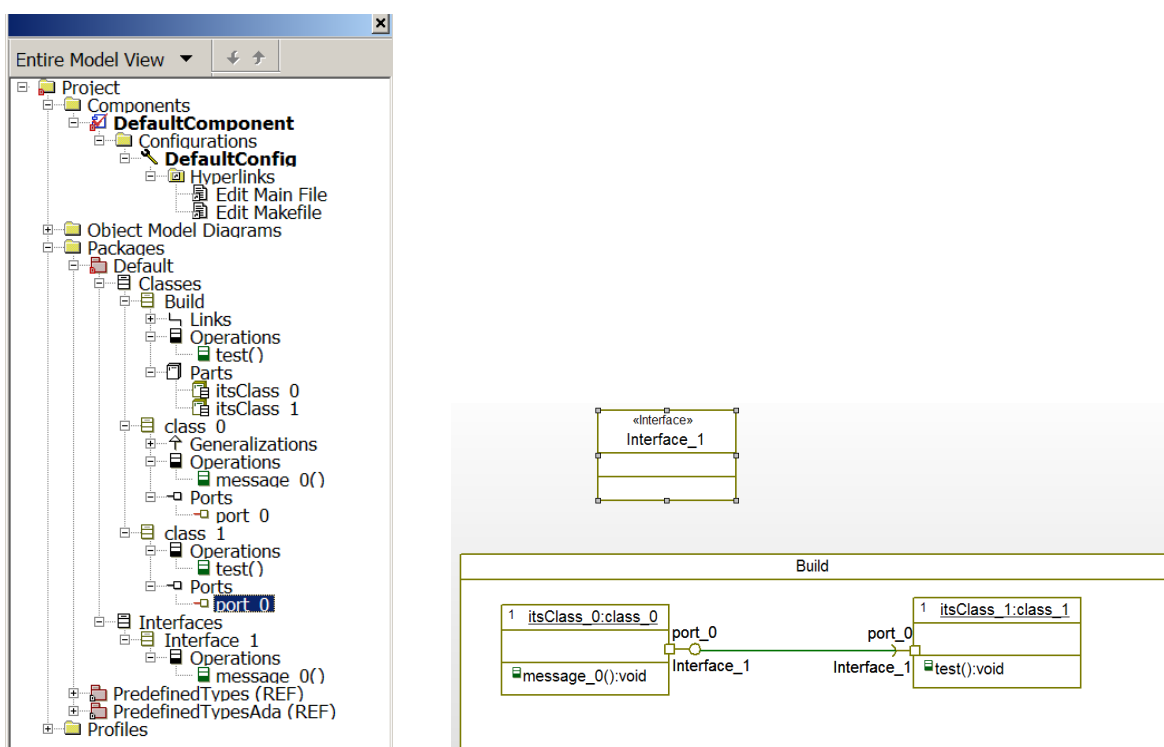 Entire Model View
Project
Components
DefaultComponent
Configurations
DefaultConfig
Hyperlinks
Edit Main File
Edit Makefile
Object Model Diagrams
Packages
Default
Classes
Build
Links
Operations
test()
Parts
itsClass_0
itsClass_1
class_0
Generalizations
Operations
message_0()
Ports
port_0
class_1
Operations
test()
Ports
port_0
Interfaces
Interface_1
Operations
message_0()
PredefinedTypes (REF)
PredefinedTypesAda (REF)
Profiles
«Interface»
Interface_1
Build
1 itsClass_0:class_0
message_0():void
port_0
Interface_1
port_0
Interface_1
1 itsClass_1:class_1
test():void